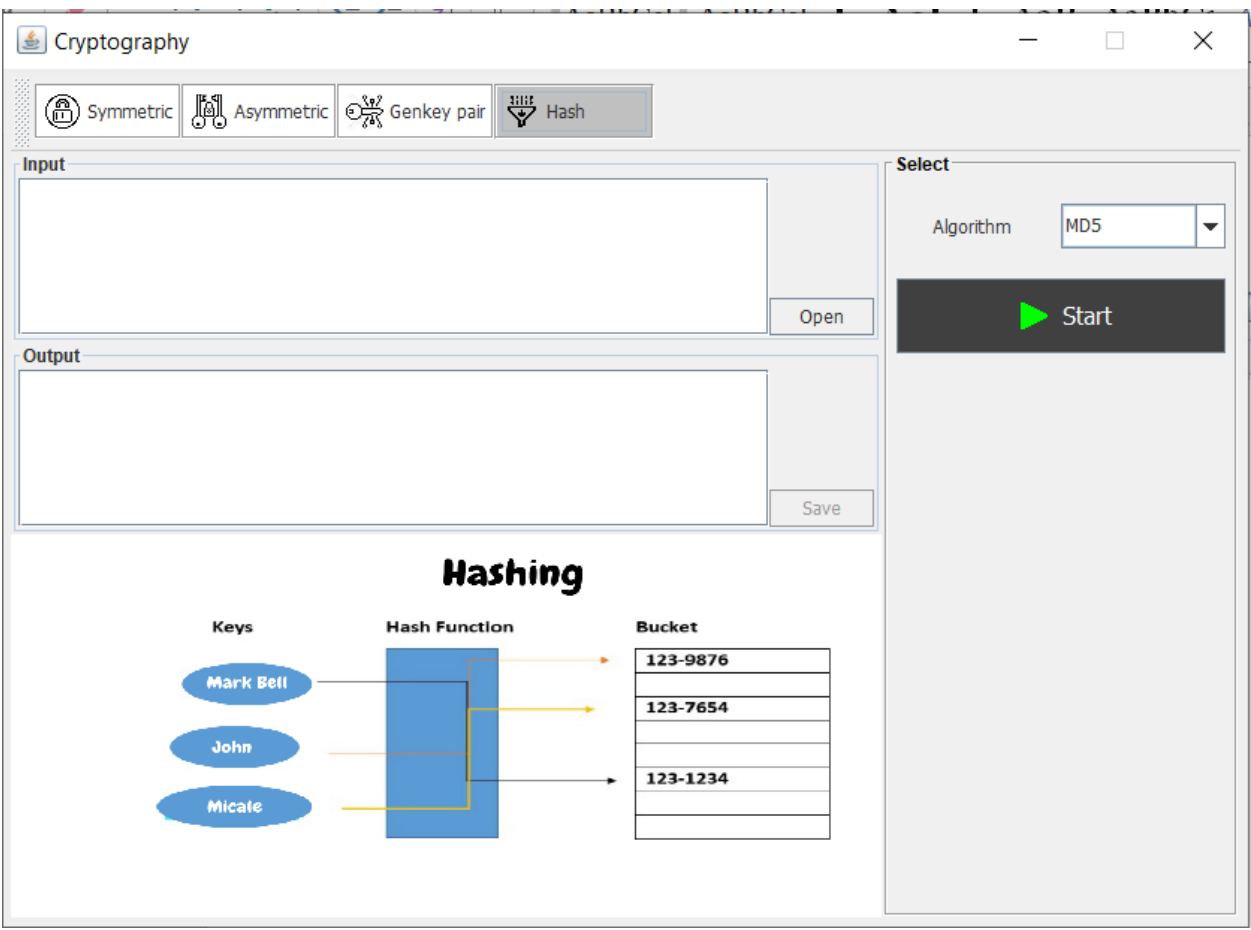 Cryptography
Symmetric Asymmetric Genkey pair Hash
Input
Select
Algorithm MD5
Open
Start
Output
Save
Hashing
Keys Hash Function Bucket
123-9876
Mark Bell
123-7654
John
123-1234
Micale